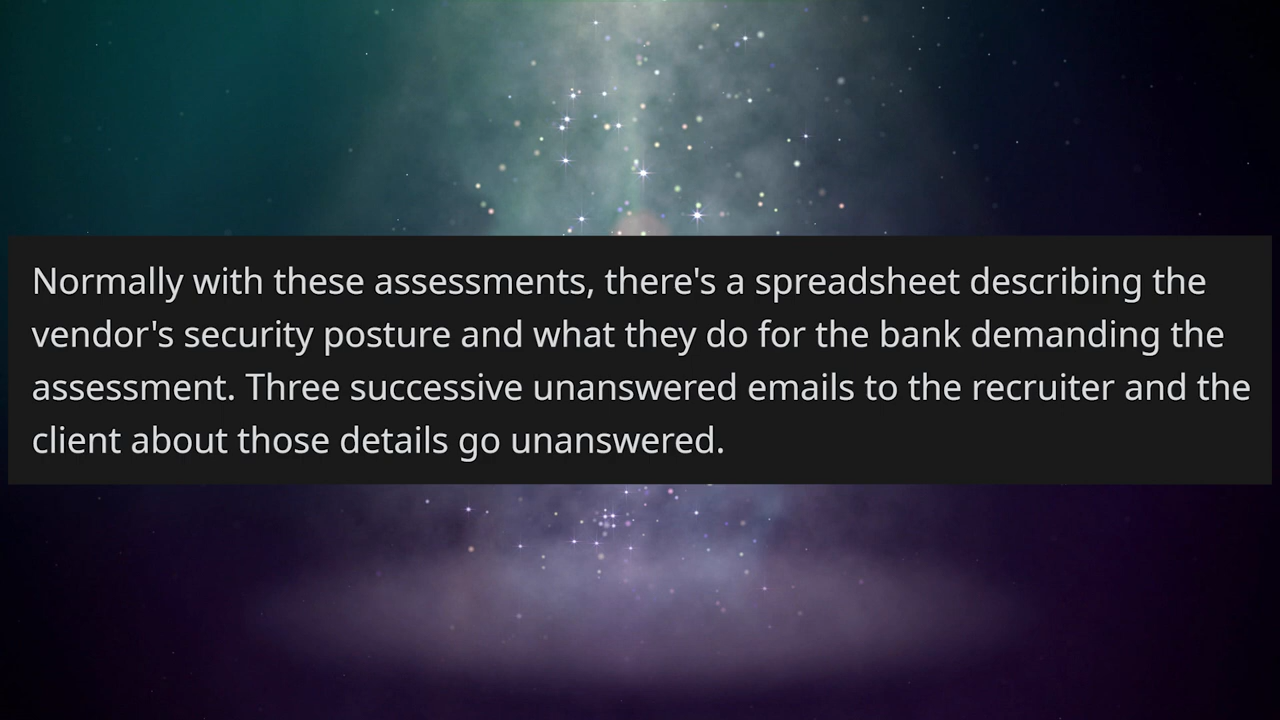 Normally with these assessments, there's a spreadsheet describing the
vendor's security posture and what they do for the bank demanding the
assessment. Three successive unanswered emails to the recruiter and the
client about those details go unanswered.